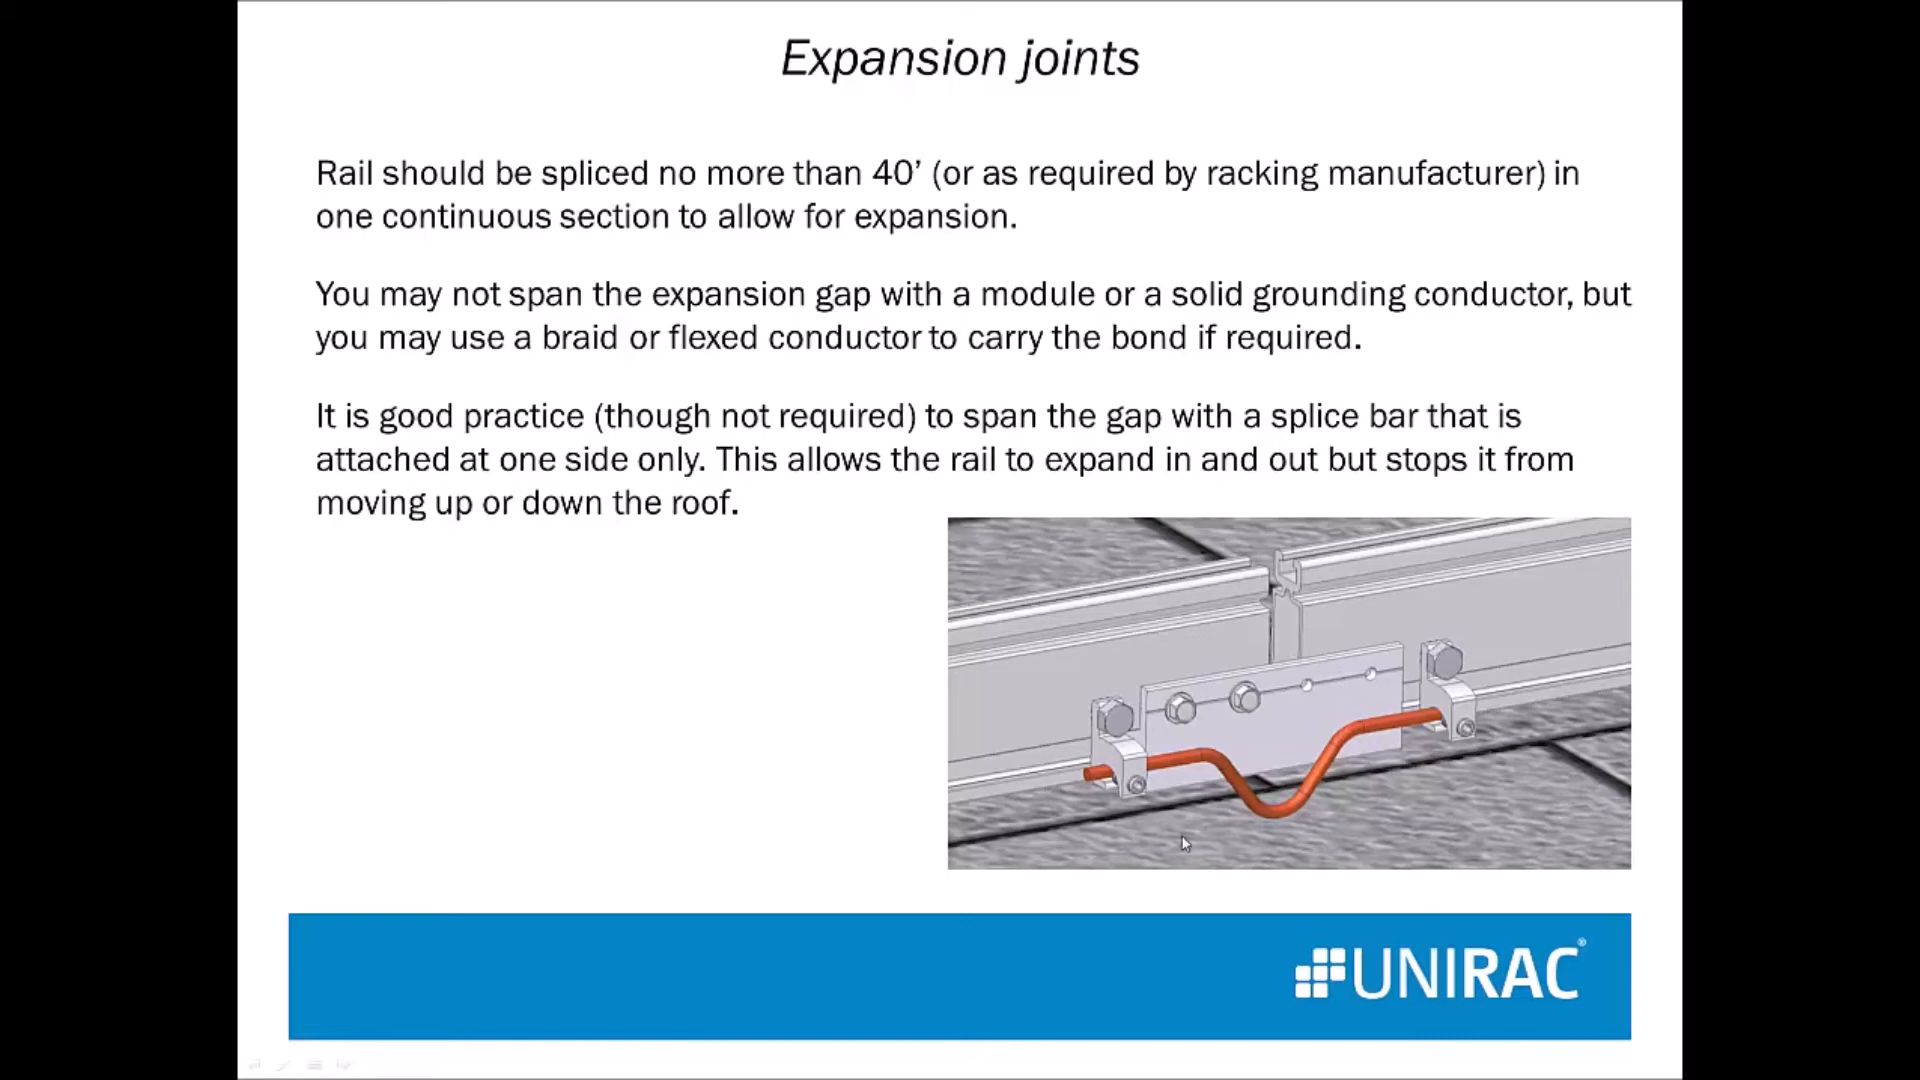 Expansion joints
Rail should be spliced no more than 40’ (or as required by racking manufacturer) in
one continuous section to allow for expansion.
You may not span the expansion gap with a module or a solid grounding conductor, but
you may use a braid or flexed conductor to carry the bond if required.
It is good practice (though not required) to span the gap with a splice bar that is
attached at one side only. This allows the rail to expand in and out but stops it from
moving up or down the roof.
UNIRAC®